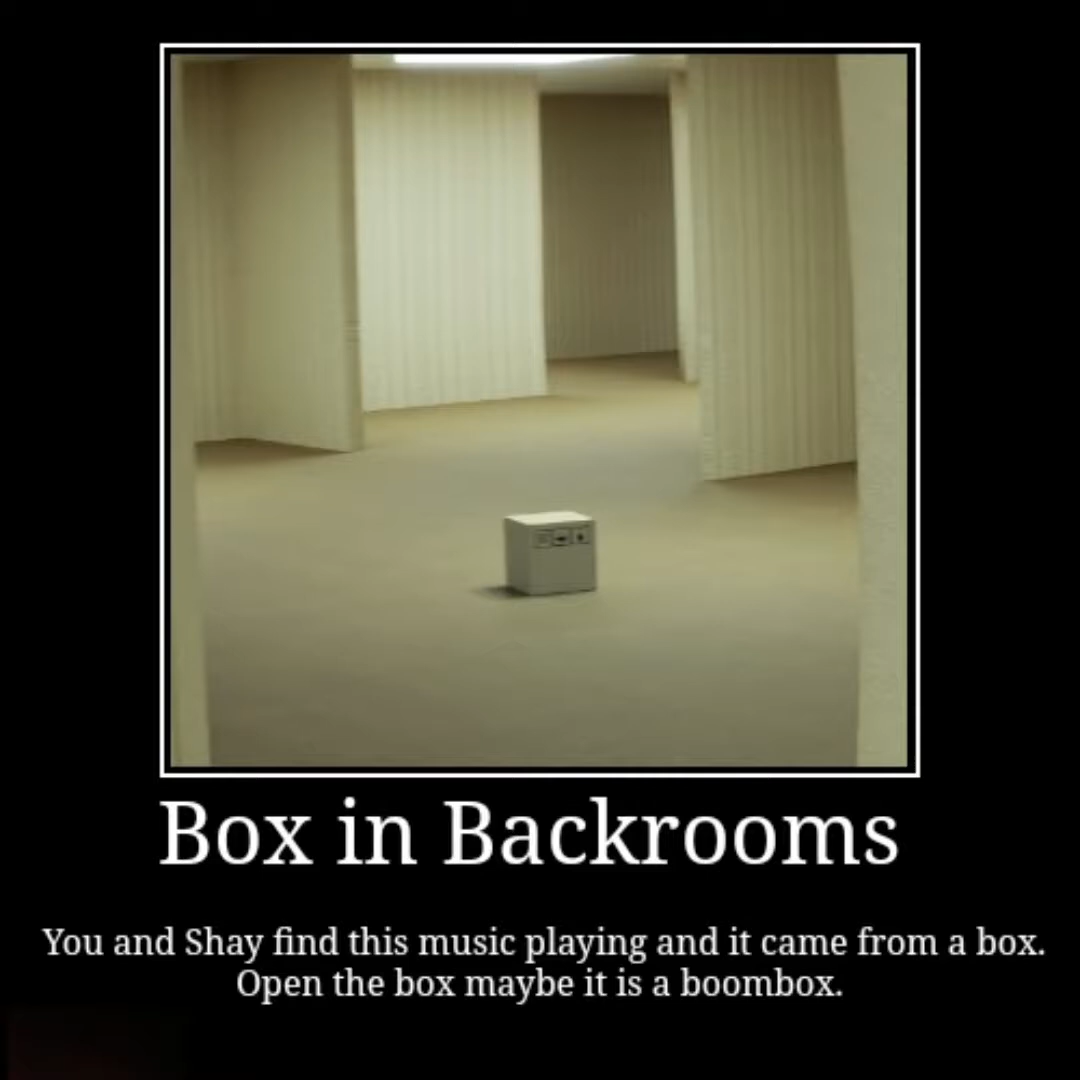 Box in Backrooms
You and Shay find this music playing and it came from a box.
Open the box maybe it is a boombox.